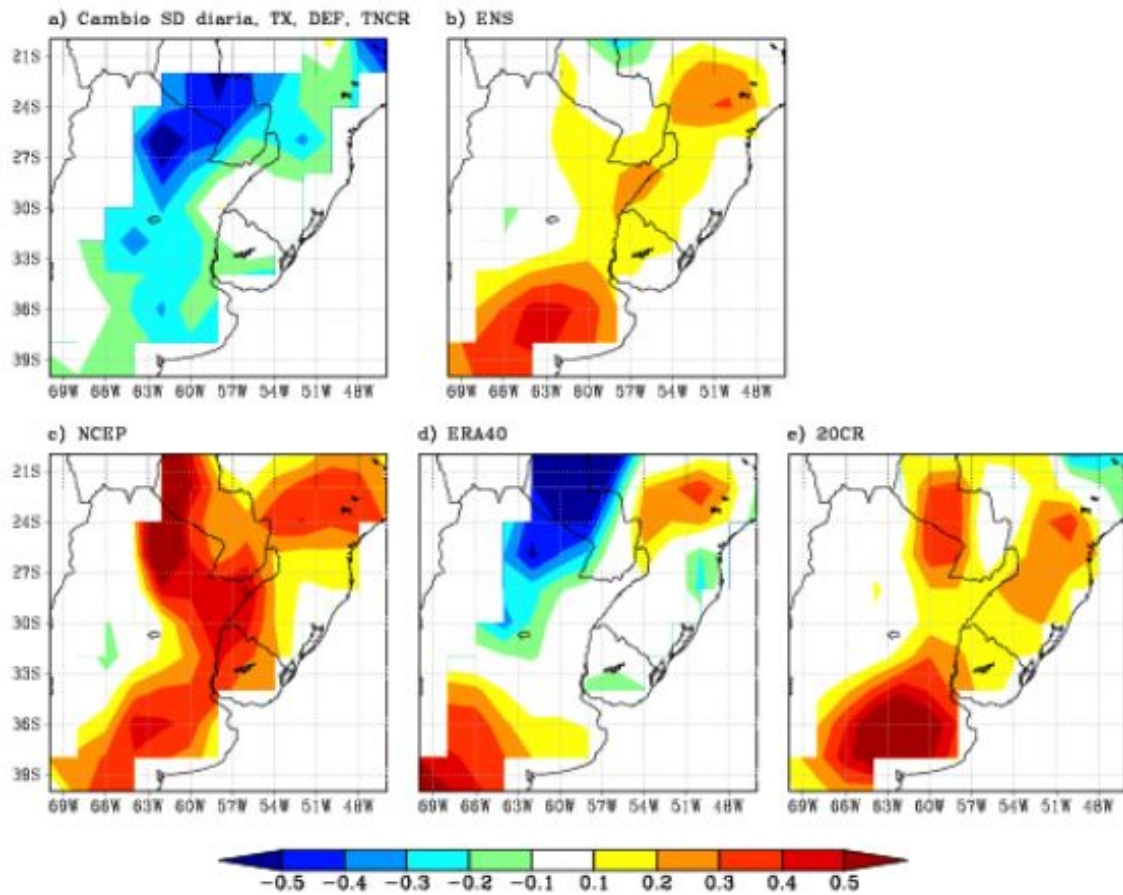 a) Cambio SD diaria, TX, DEF, TNCR
b) ENS
21S
24S
27S
30S
33S
36S
39S
69W 66W 63W 60W 57W 54W 51W 48W
69W 66W 63W 60W 57W 54W 51W 48W
c) NCEP
d) ERA40
e) 20CR
21S
24S
27S
30S
33S
36S
39S
69W 66W 63W 60W 57W 54W 51W 48W
69W 66W 63W 60W 57W 54W 51W 48W
69W 66W 63W 60W 57W 54W 51W 48W
-0.5 -0.4 -0.3 -0.2 -0.1 0.1 0.2 0.3 0.4 0.5